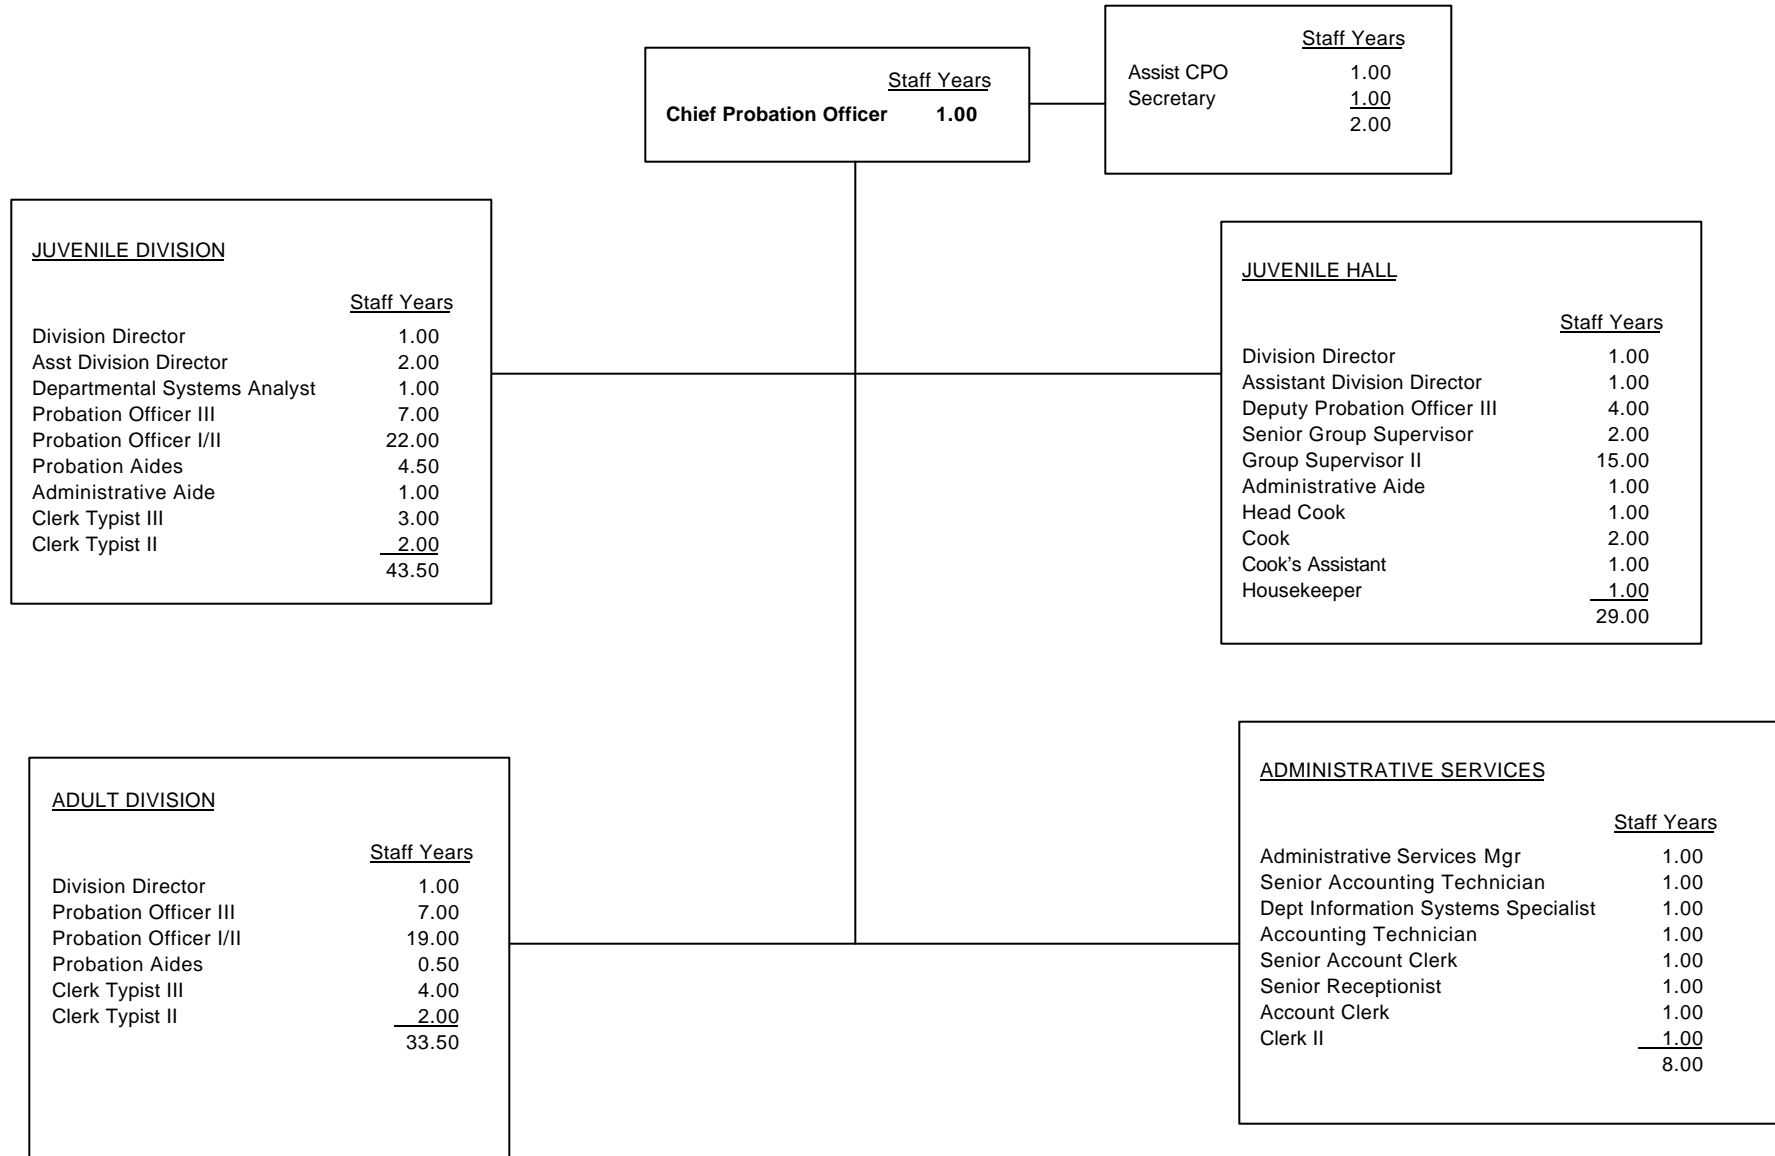 Staff Years
Chief Probation Officer 1.00
Staff Years
Assist CPO 1.00
Secretary 1.00
2.00
JUVENILE DIVISION
Staff Years
Division Director 1.00
Asst Division Director 2.00
Departmental Systems Analyst 1.00
Probation Officer III 7.00
Probation Officer I/II 22.00
Probation Aides 4.50
Administrative Aide 1.00
Clerk Typist III 3.00
Clerk Typist II 2.00
43.50
JUVENILE HALL
Staff Years
Division Director 1.00
Assistant Division Director 1.00
Deputy Probation Officer III 4.00
Senior Group Supervisor 2.00
Group Supervisor II 15.00
Administrative Aide 1.00
Head Cook 1.00
Cook 2.00
Cook’s Assistant 1.00
Housekeeper 1.00
29.00
ADULT DIVISION
Staff Years
Division Director 1.00
Probation Officer III 7.00
Probation Officer I/II 19.00
Probation Aides 0.50
Clerk Typist III 4.00
Clerk Typist II 2.00
33.50
ADMINISTRATIVE SERVICES
Staff Years
Administrative Services Mgr 1.00
Senior Accounting Technician 1.00
Dept Information Systems Specialist 1.00
Accounting Technician 1.00
Senior Account Clerk 1.00
Senior Receptionist 1.00
Account Clerk 1.00
Clerk II 1.00
8.00